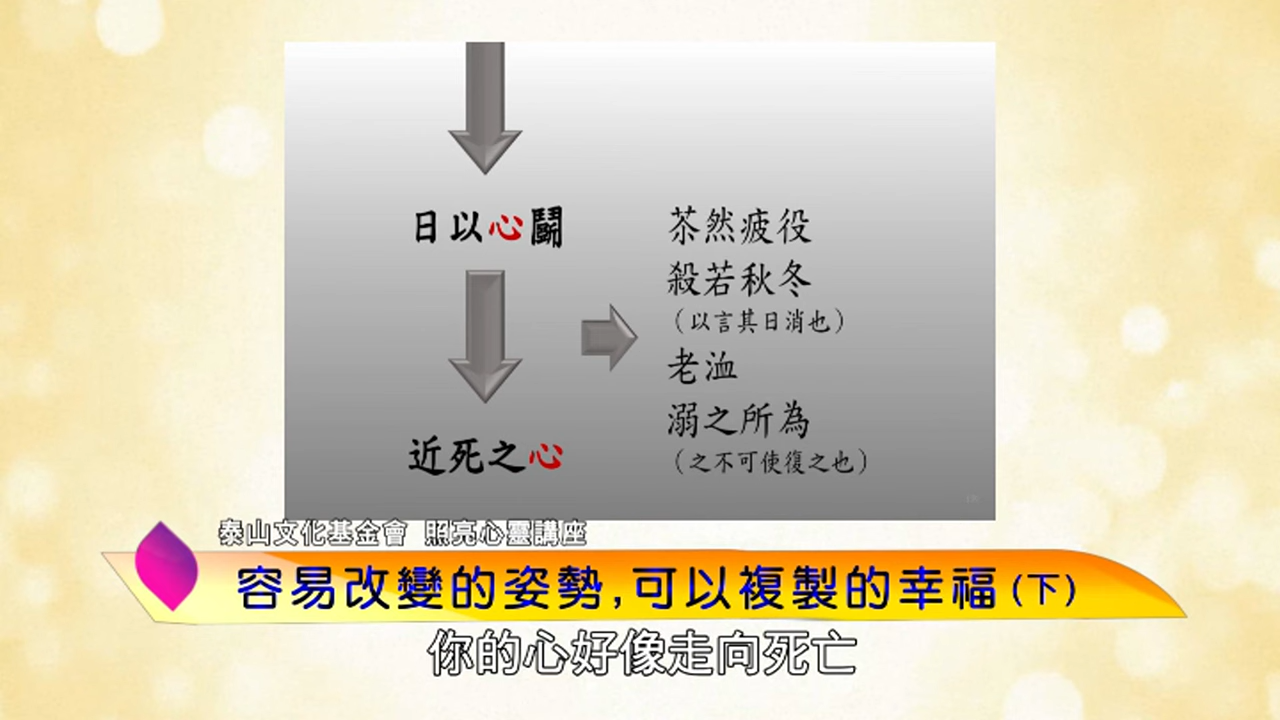 日以心鬭
苶然疲役
殺若秋冬
（以言其日消也）
老洫
溺之所為
（之不可使復之也）
近死之心
泰山文化基金會 照亮心靈講座
容易改變的姿勢,可以複製的幸福(下)
你的心好像走向死亡